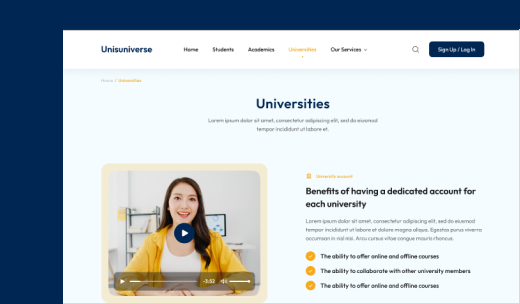 Unisuniverse Home Students Academics Universities Our Services Sign Up / Log In
Home / Universities
Universities
Lorem ipsum dolor sit amet, consectetur adipiscing elit, sed do eiusmod
tempor incididunt ut labore et.
University account
Benefits of having a dedicated account for
each university
Lorem ipsum dolor sit amet, consectetur adipiscing elit, sed do eiusmod
tempor incididunt ut labore et dolore magna aliqua. Egestas purus viverra
accumsan in nisl nisi. Arcu cursus vitae congue mauris rhoncus.
The ability to offer online and offline courses
The ability to collaborate with other university members
The ability to offer online and offline courses
-3:52